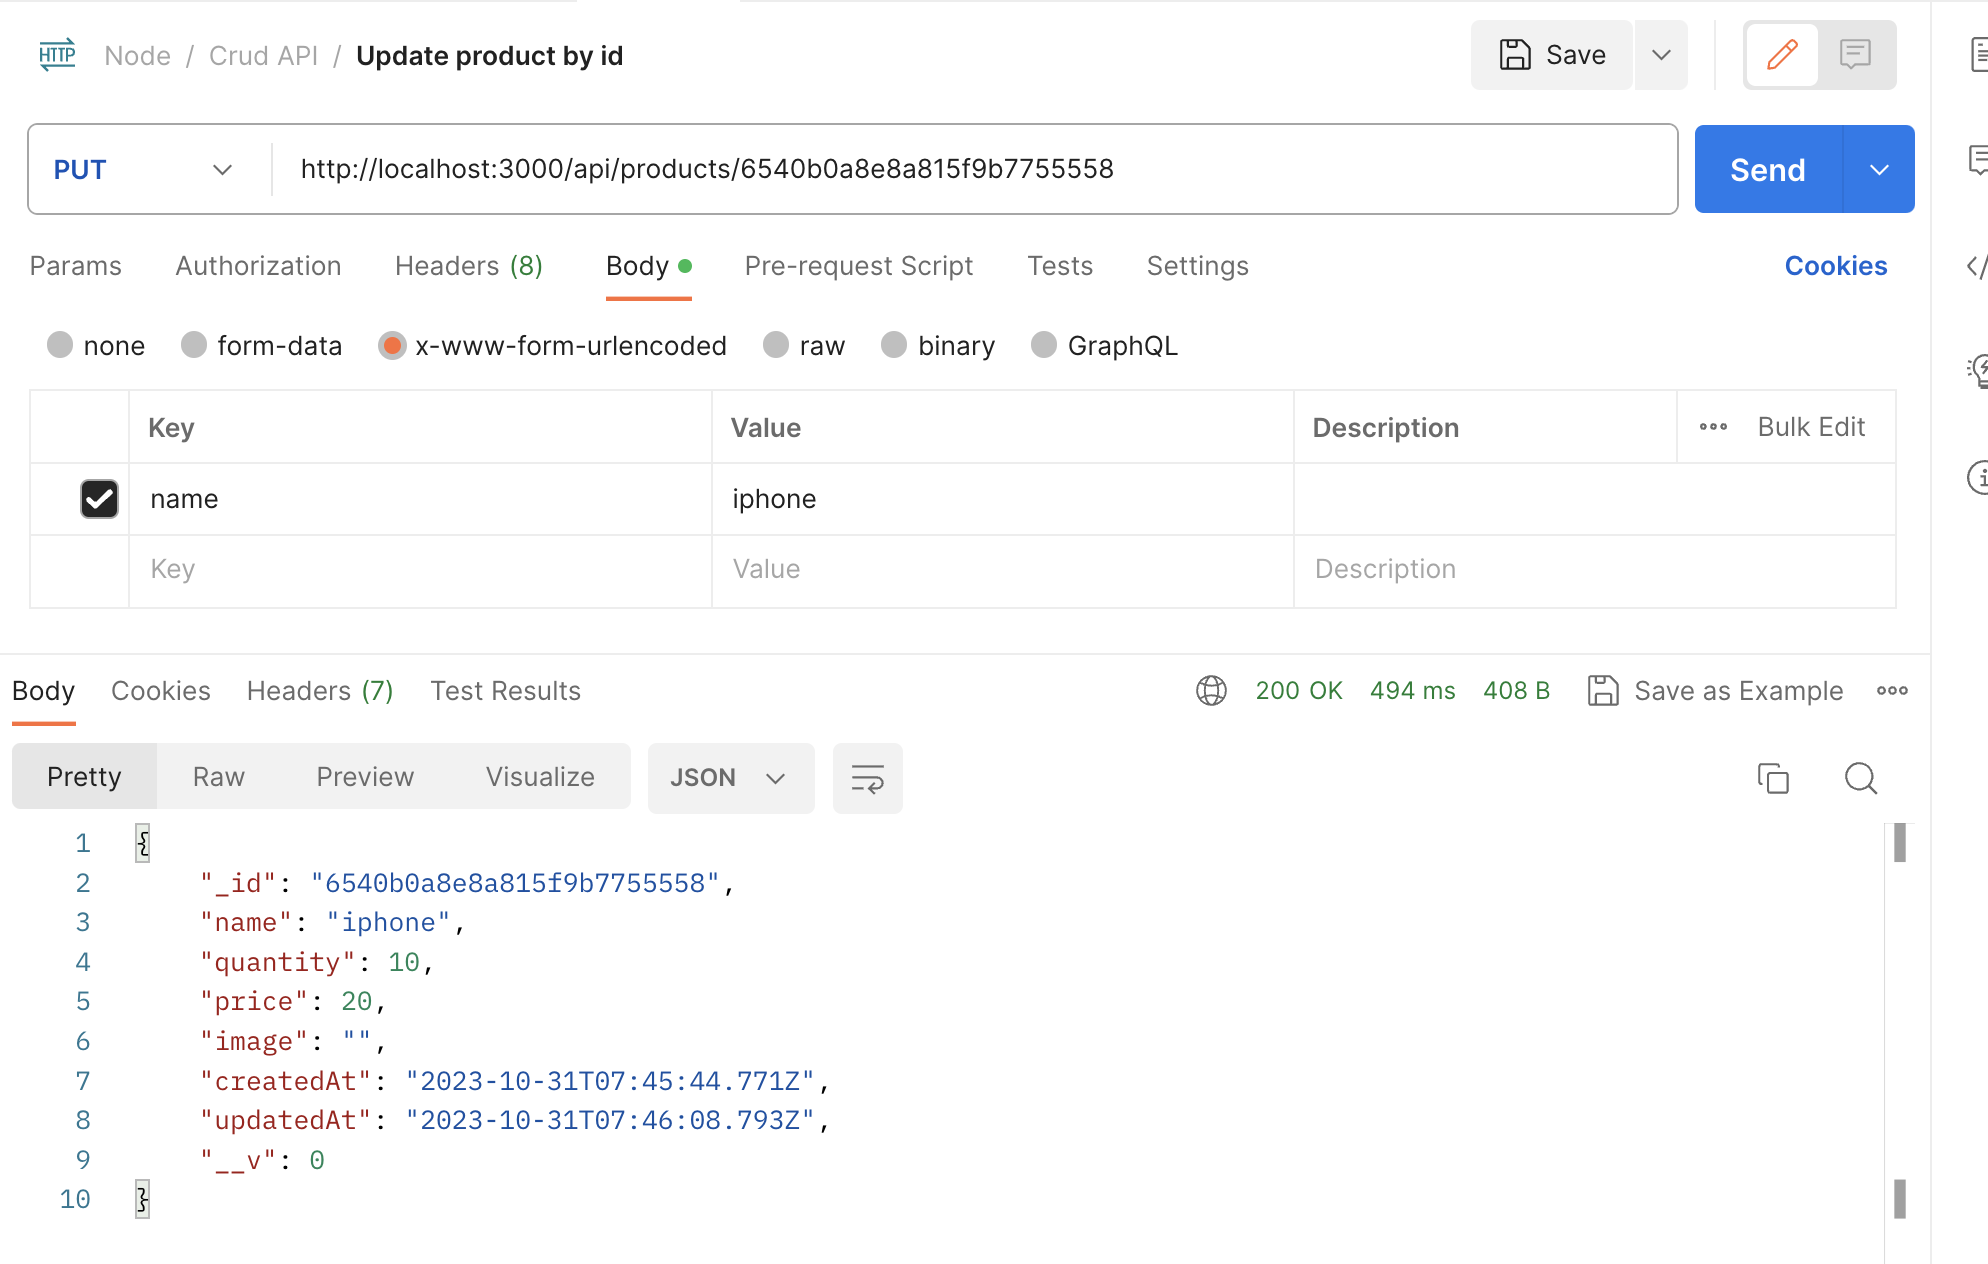 HTTP Node / Crud API / Update product by id Save
PUT http://localhost:3000/api/products/6540b0a8e8a815f9b7755558 Send
Params Authorization Headers (8) Body Pre-request Script Tests Settings Cookies
none form-data x-www-form-urlencoded raw binary GraphQL
Key Value Description Bulk Edit
name iphone
Key Value Description
Body Cookies Headers (7) Test Results 200 OK 494 ms 408 B Save as Example
Pretty Raw Preview Visualize JSON
1 {
2 "_id": "6540b0a8e8a815f9b7755558",
3 "name": "iphone",
4 "quantity": 10,
5 "price": 20,
6 "image": "",
7 "createdAt": "2023-10-31T07:45:44.771Z",
8 "updatedAt": "2023-10-31T07:46:08.793Z",
9 "__v": 0
10 }